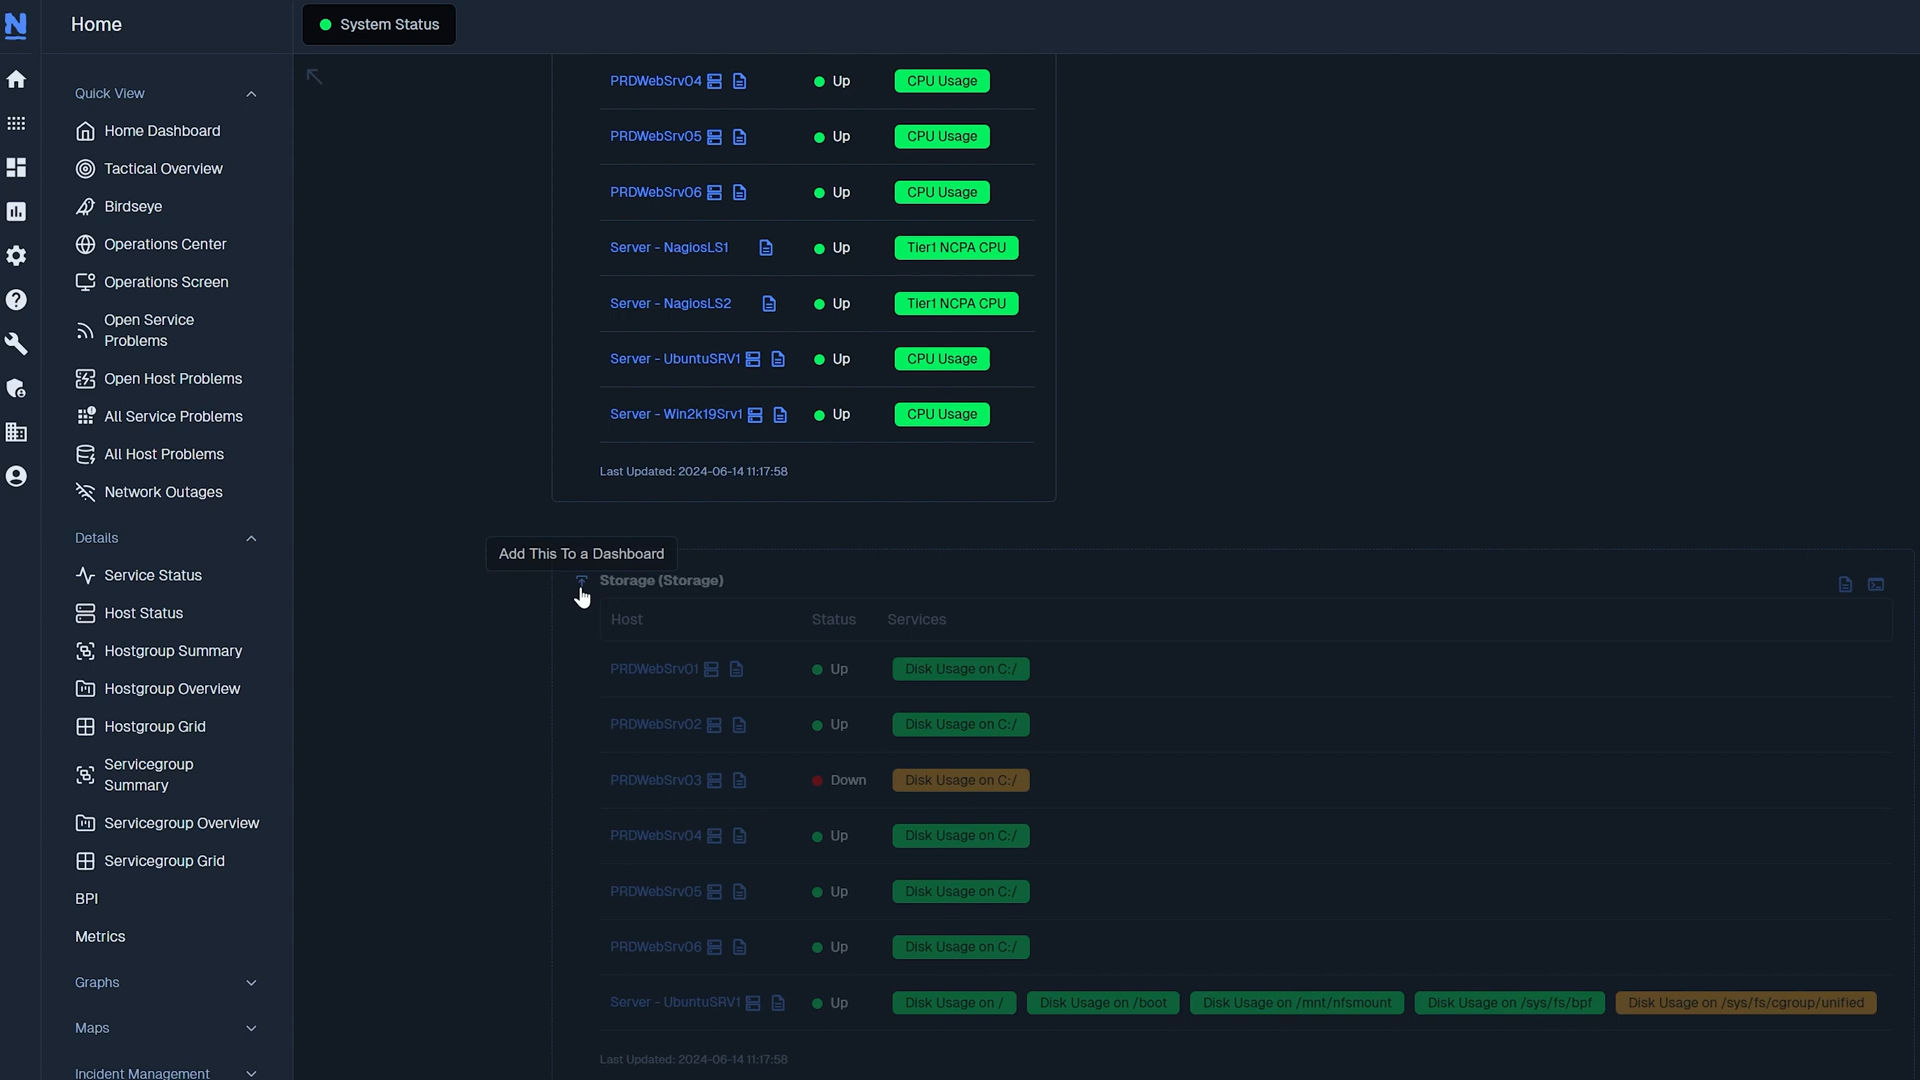 Home
System Status
Quick View
Home Dashboard
Tactical Overview
Birdseye
Operations Center
Operations Screen
Open Service
Problems
Open Host Problems
All Service Problems
All Host Problems
Network Outages
Details
Service Status
Host Status
Hostgroup Summary
Hostgroup Overview
Hostgroup Grid
Servicegroup
Summary
Servicegroup Overview
Servicegroup Grid
BPI
Metrics
Graphs
Maps
Incident Management
PRDWebSrv04 Up CPU Usage
PRDWebSrv05 Up CPU Usage
PRDWebSrv06 Up CPU Usage
Server - NagiosLS1 Up Tier1 NCPA CPU
Server - NagiosLS2 Up Tier1 NCPA CPU
Server - UbuntuSRV1 Up CPU Usage
Server - Win2k19Srv1 Up CPU Usage
Last Updated: 2024-06-14 11:17:58
Add This To a Dashboard
Storage (Storage)
Host Status Services
PRDWebSrv01 Up Disk Usage on C:/
PRDWebSrv02 Up Disk Usage on C:/
PRDWebSrv03 Down Disk Usage on C:/
PRDWebSrv04 Up Disk Usage on C:/
PRDWebSrv05 Up Disk Usage on C:/
PRDWebSrv06 Up Disk Usage on C:/
Server - UbuntuSRV1 Up Disk Usage on / Disk Usage on /boot Disk Usage on /mnt/nfsmount Disk Usage on /sys/fs/bpf Disk Usage on /sys/fs/cgroup/unified
Last Updated: 2024-06-14 11:17:58